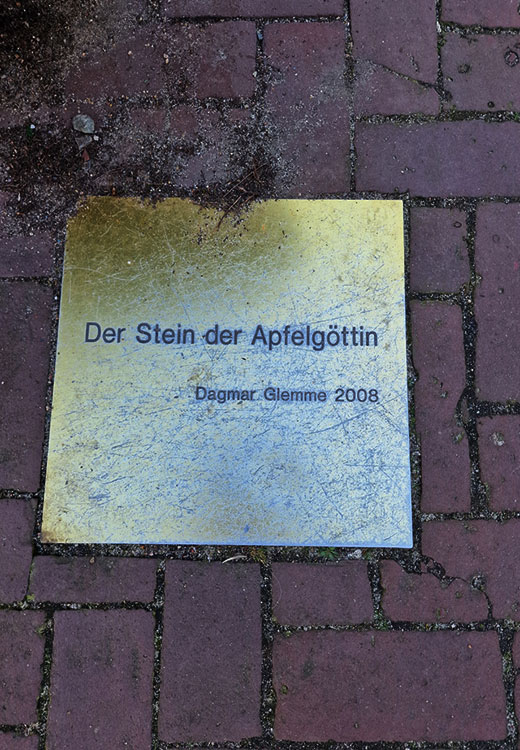 Der Stein der Apfelgöttin
Dagmar Glemme 2008